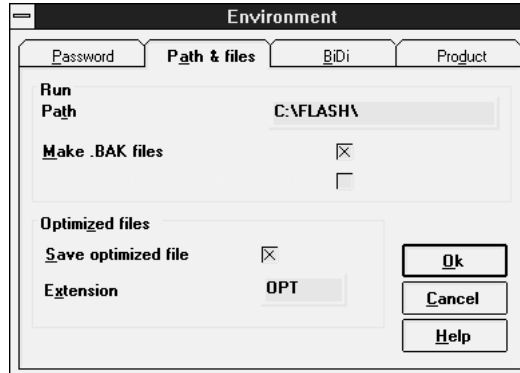 Environment
Password Path & files BiDi Product
Run
Path C:\FLASH\
Make .BAK files
Optimized files
Save optimized file
Extension OPT
Ok
Cancel
Help